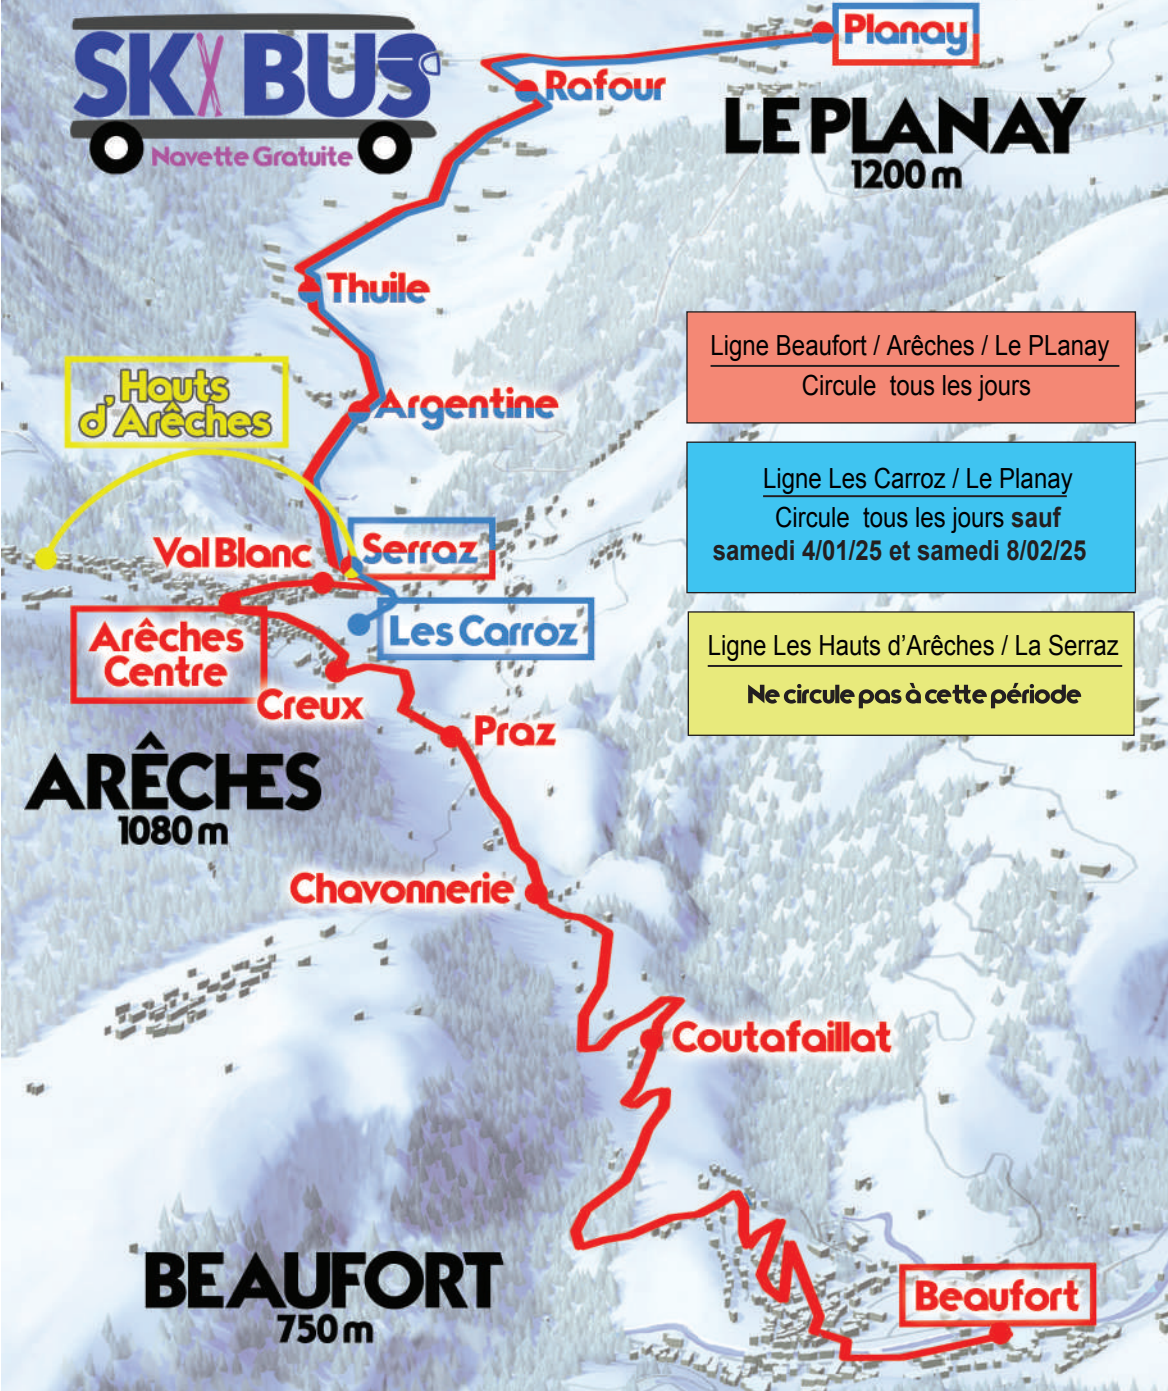 SKI BUS
Navette Gratuite
Planay
Rafour
LE PLANAY
1200 m
Thuile
Ligne Beaufort / Arêches / Le PLanay
Circule tous les jours
Hauts
d'Arêches
Argentine
Ligne Les Carroz / Le Planay
Circule tous les jours sauf
samedi 4/01/25 et samedi 8/02/25
Val Blanc
Serraz
Les Carroz
Arêches
Centre
Ligne Les Hauts d'Arêches / La Serraz
Ne circule pas à cette période
Creux
Praz
ARÊCHES
1080 m
Chavonnerie
Coutafaillat
BEAUFORT
750 m
Beaufort